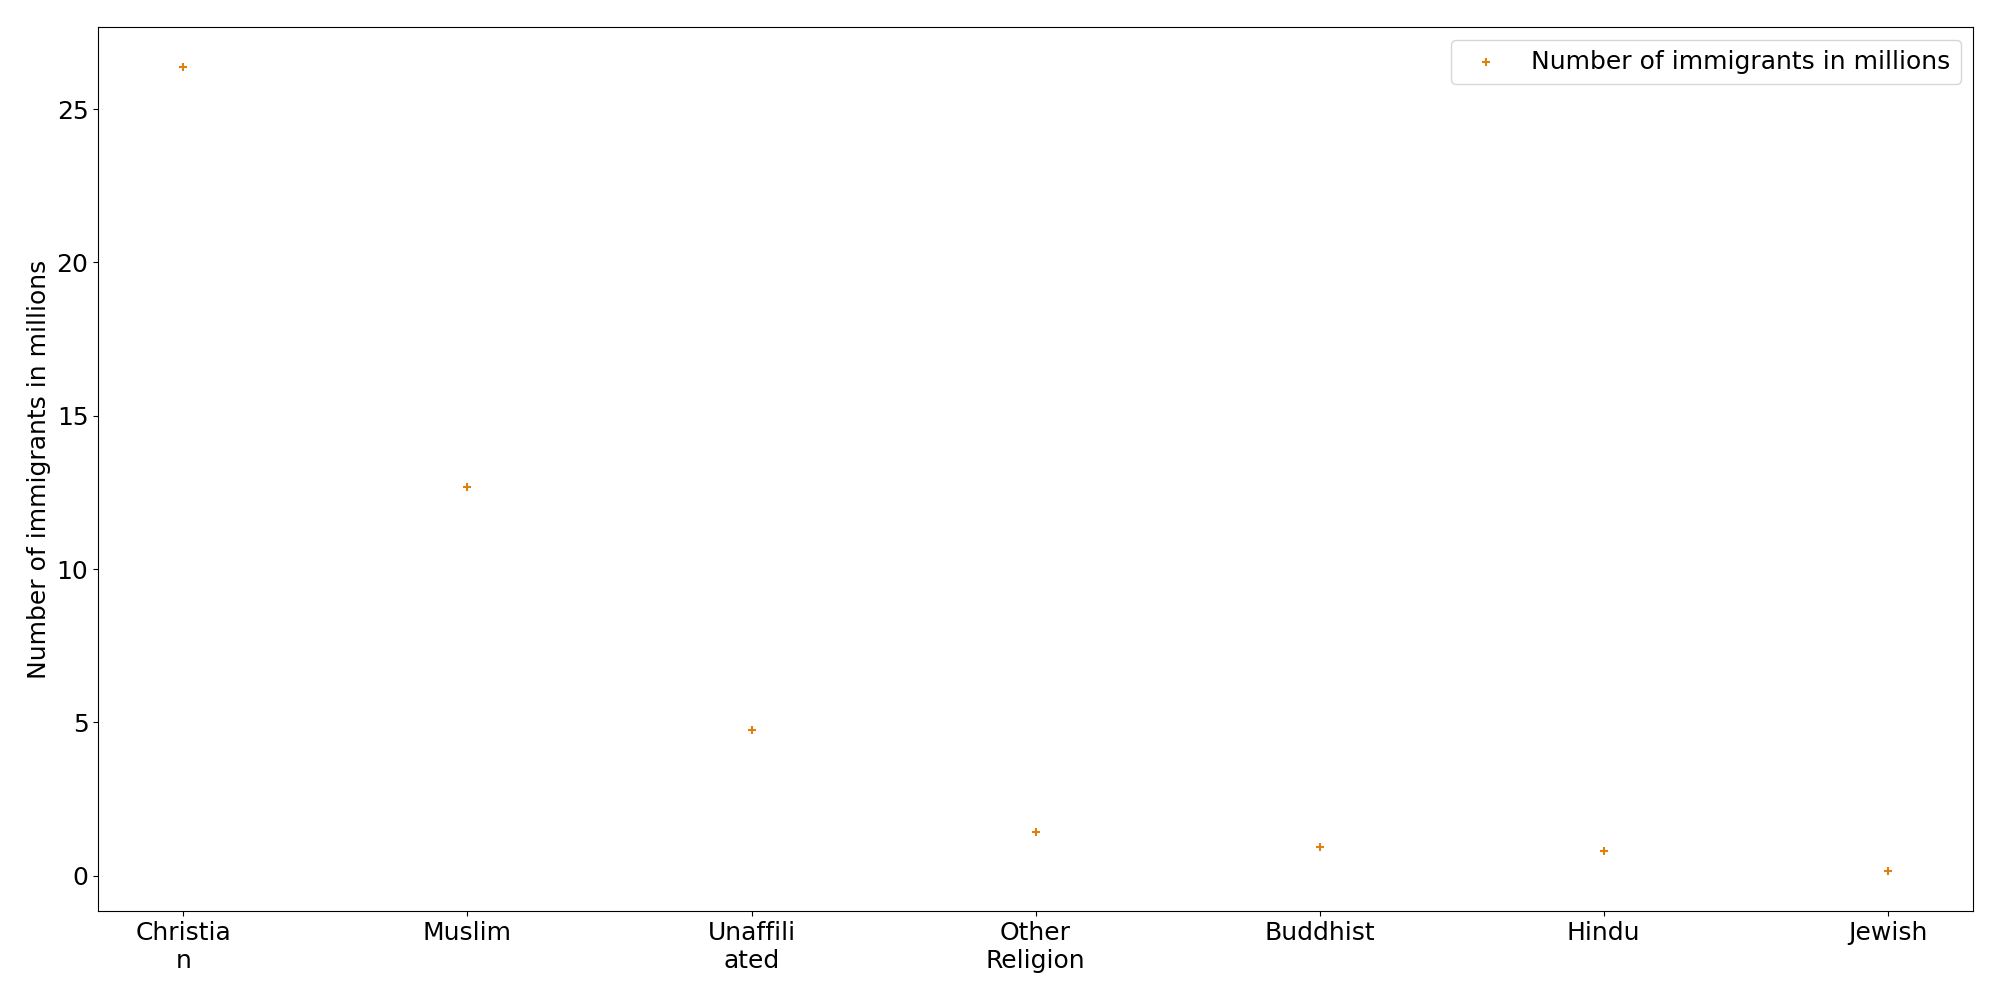 Number of immigrants in millions
25
20
15
10
5
0
Number of immigrants in millions
Christia
n
Muslim
Unaffili
ated
Other
Religion
Buddhist
Hindu
Jewish